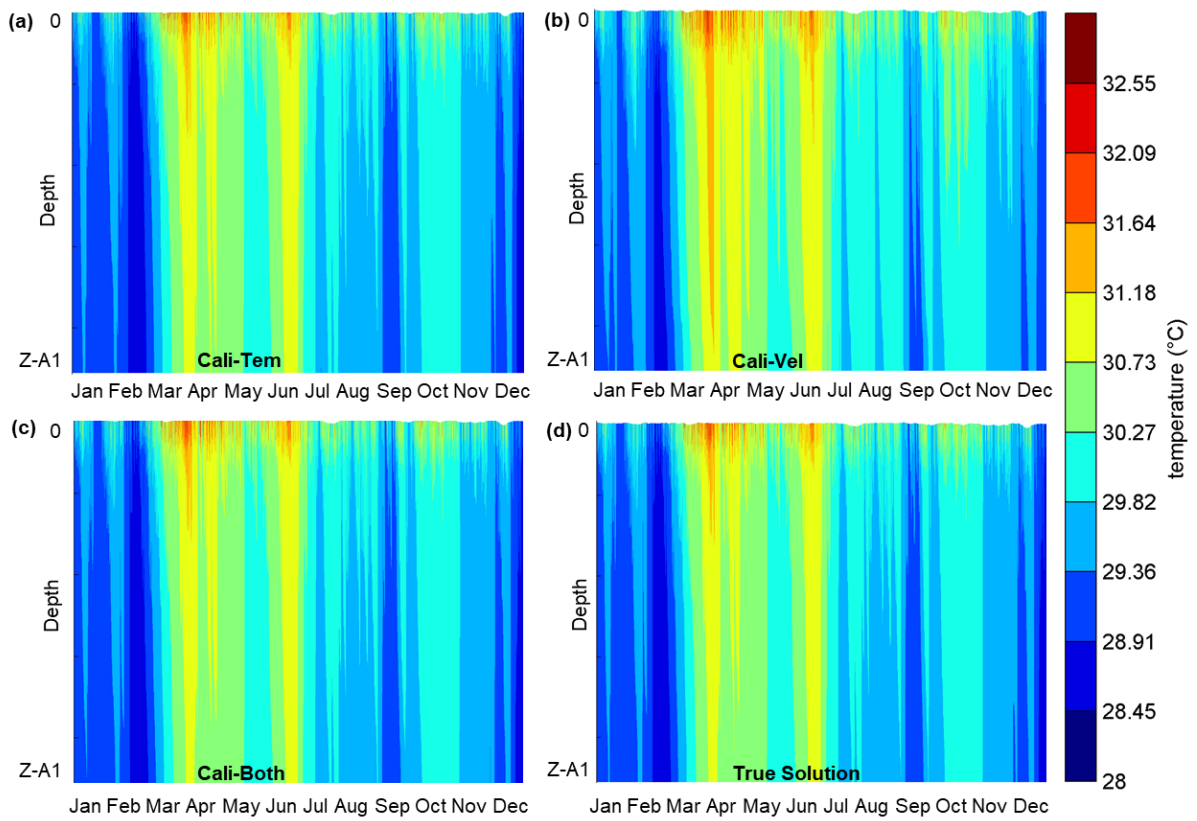 (a)
0
Depth
Z-A1
Cali-Tem
Jan Feb Mar Apr May Jun Jul Aug Sep Oct Nov Dec
(b)
0
Depth
Z-A1
Cali-Vel
Jan Feb Mar Apr May Jun Jul Aug Sep Oct Nov Dec
(c)
0
Depth
Z-A1
Cali-Both
Jan Feb Mar Apr May Jun Jul Aug Sep Oct Nov Dec
(d)
0
Depth
Z-A1
True Solution
Jan Feb Mar Apr May Jun Jul Aug Sep Oct Nov Dec
32.55
32.09
31.64
31.18
30.73
30.27
29.82
29.36
28.91
28.45
28
temperature (°C)